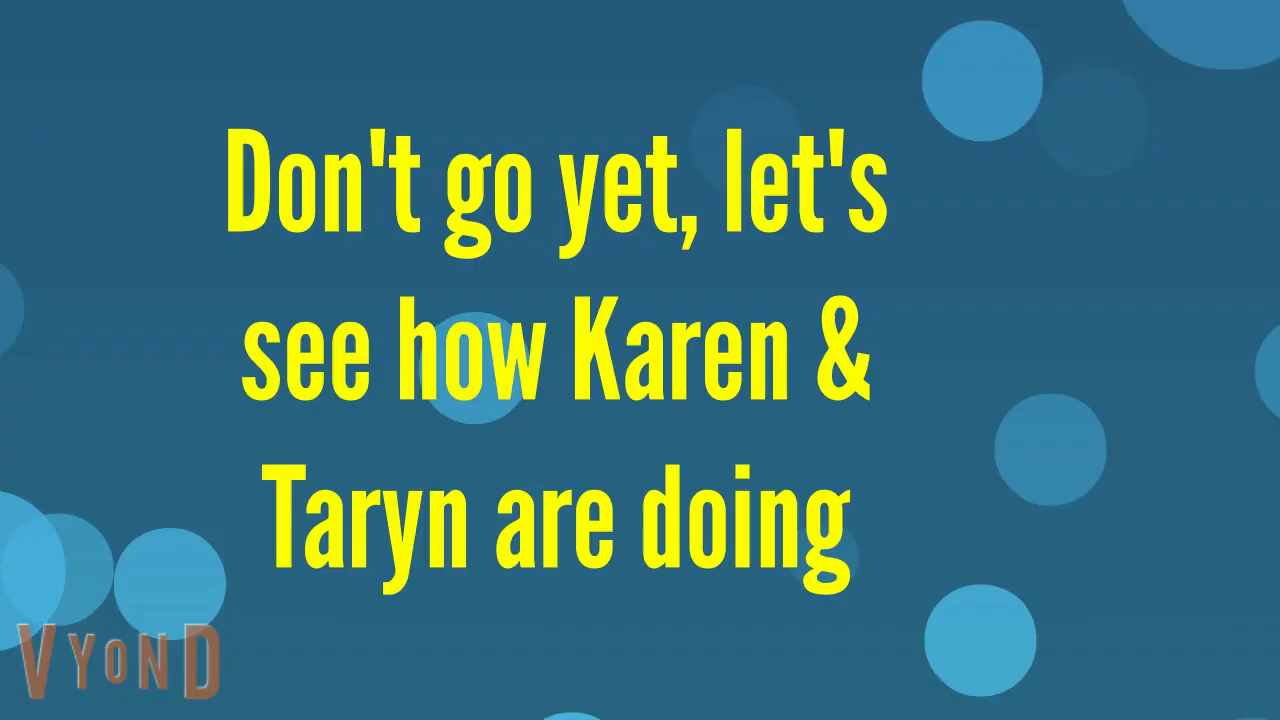 Don't go yet, let's
see how Karen &
Taryn are doing
VYOND